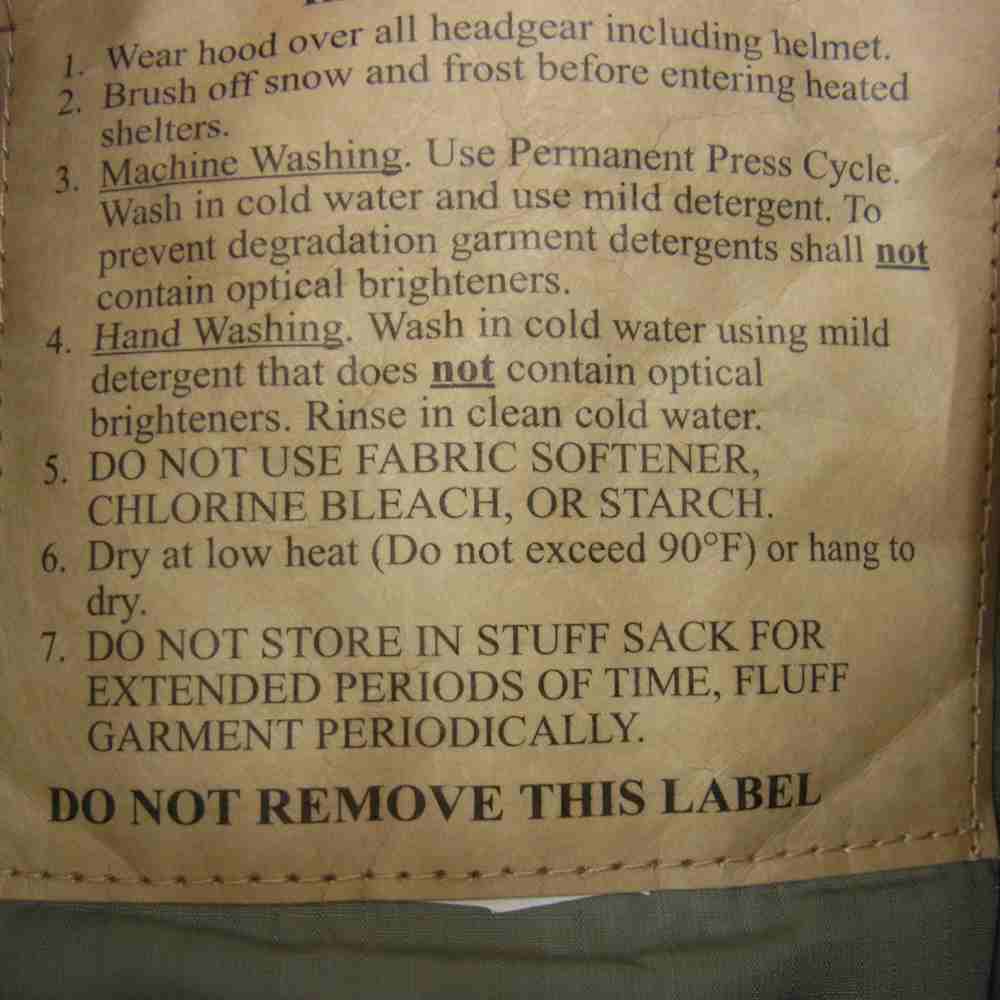 1. Wear hood over all headgear including helmet.
2. Brush off snow and frost before entering heated
shelters.
3. Machine Washing. Use Permanent Press Cycle.
Wash in cold water and use mild detergent. To
prevent degradation garment detergents shall not
contain optical brighteners.
4. Hand Washing. Wash in cold water using mild
detergent that does not contain optical
brighteners. Rinse in clean cold water.
5. DO NOT USE FABRIC SOFTENER,
CHLORINE BLEACH, OR STARCH.
6. Dry at low heat (Do not exceed 90°F) or hang to
dry.
7. DO NOT STORE IN STUFF SACK FOR
EXTENDED PERIODS OF TIME, FLUFF
GARMENT PERIODICALLY.
DO NOT REMOVE THIS LABEL